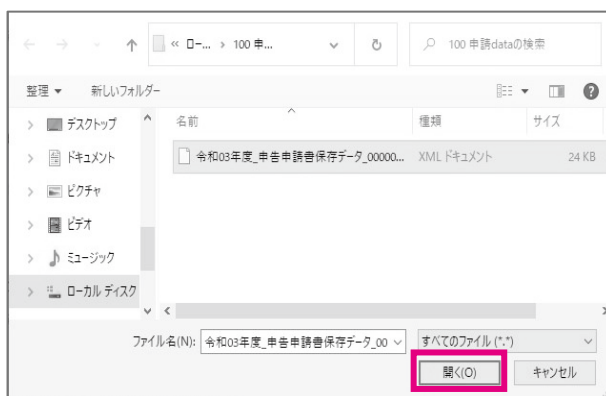 « ロー... › 100 申...
100 申請dataの検索
整理 ▼ 新しいフォルダー
名前 種類 サイズ
デスクトップ
令和03年度_申告申請書保存データ_00000... XML ドキュメント 24 KB
ドキュメント
ピクチャ
ビデオ
ミュージック
ローカル ディスク
ファイル名(N): 令和03年度_申告申請書保存データ_00 すべてのファイル (*.*)
開く(O) キャンセル